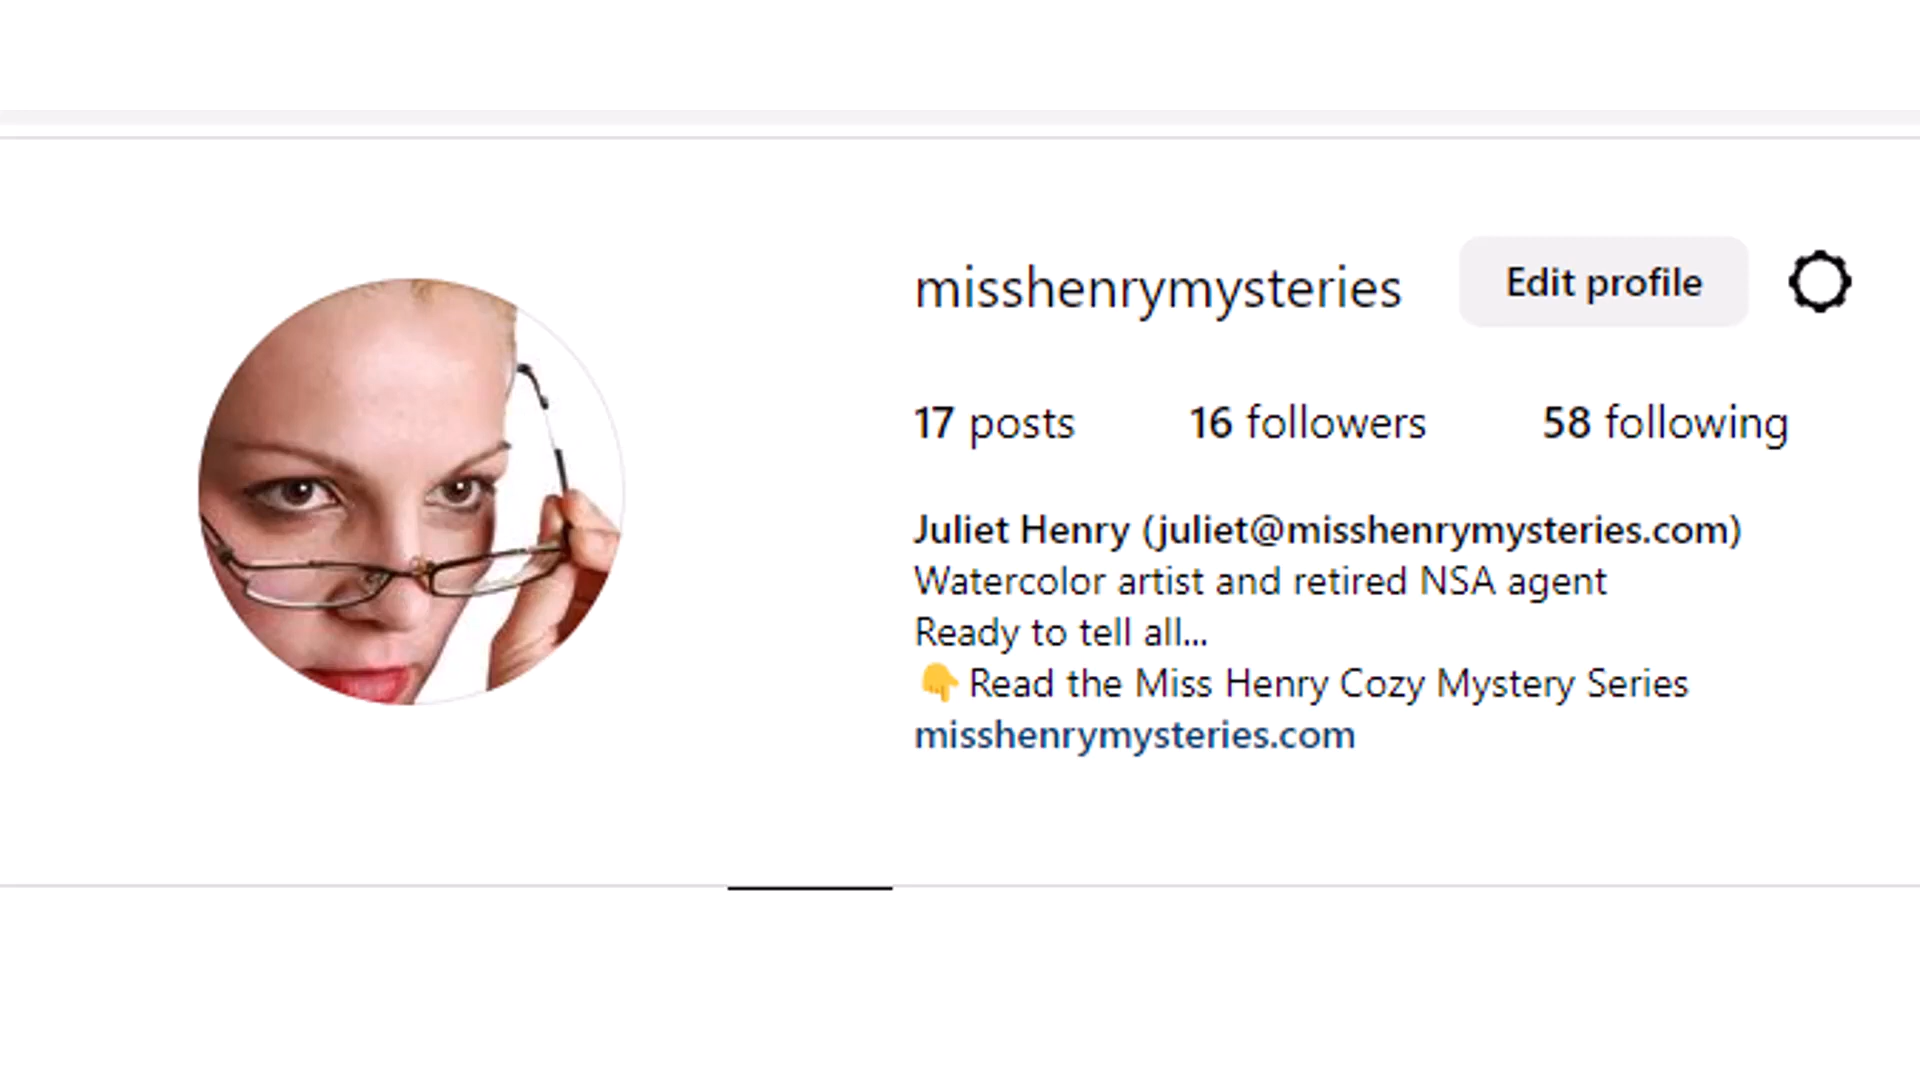 misshenrymysteries Edit profile
17 posts 16 followers 58 following
Juliet Henry (juliet@misshenrymysteries.com)
Watercolor artist and retired NSA agent
Ready to tell all...
👇Read the Miss Henry Cozy Mystery Series
misshenrymysteries.com